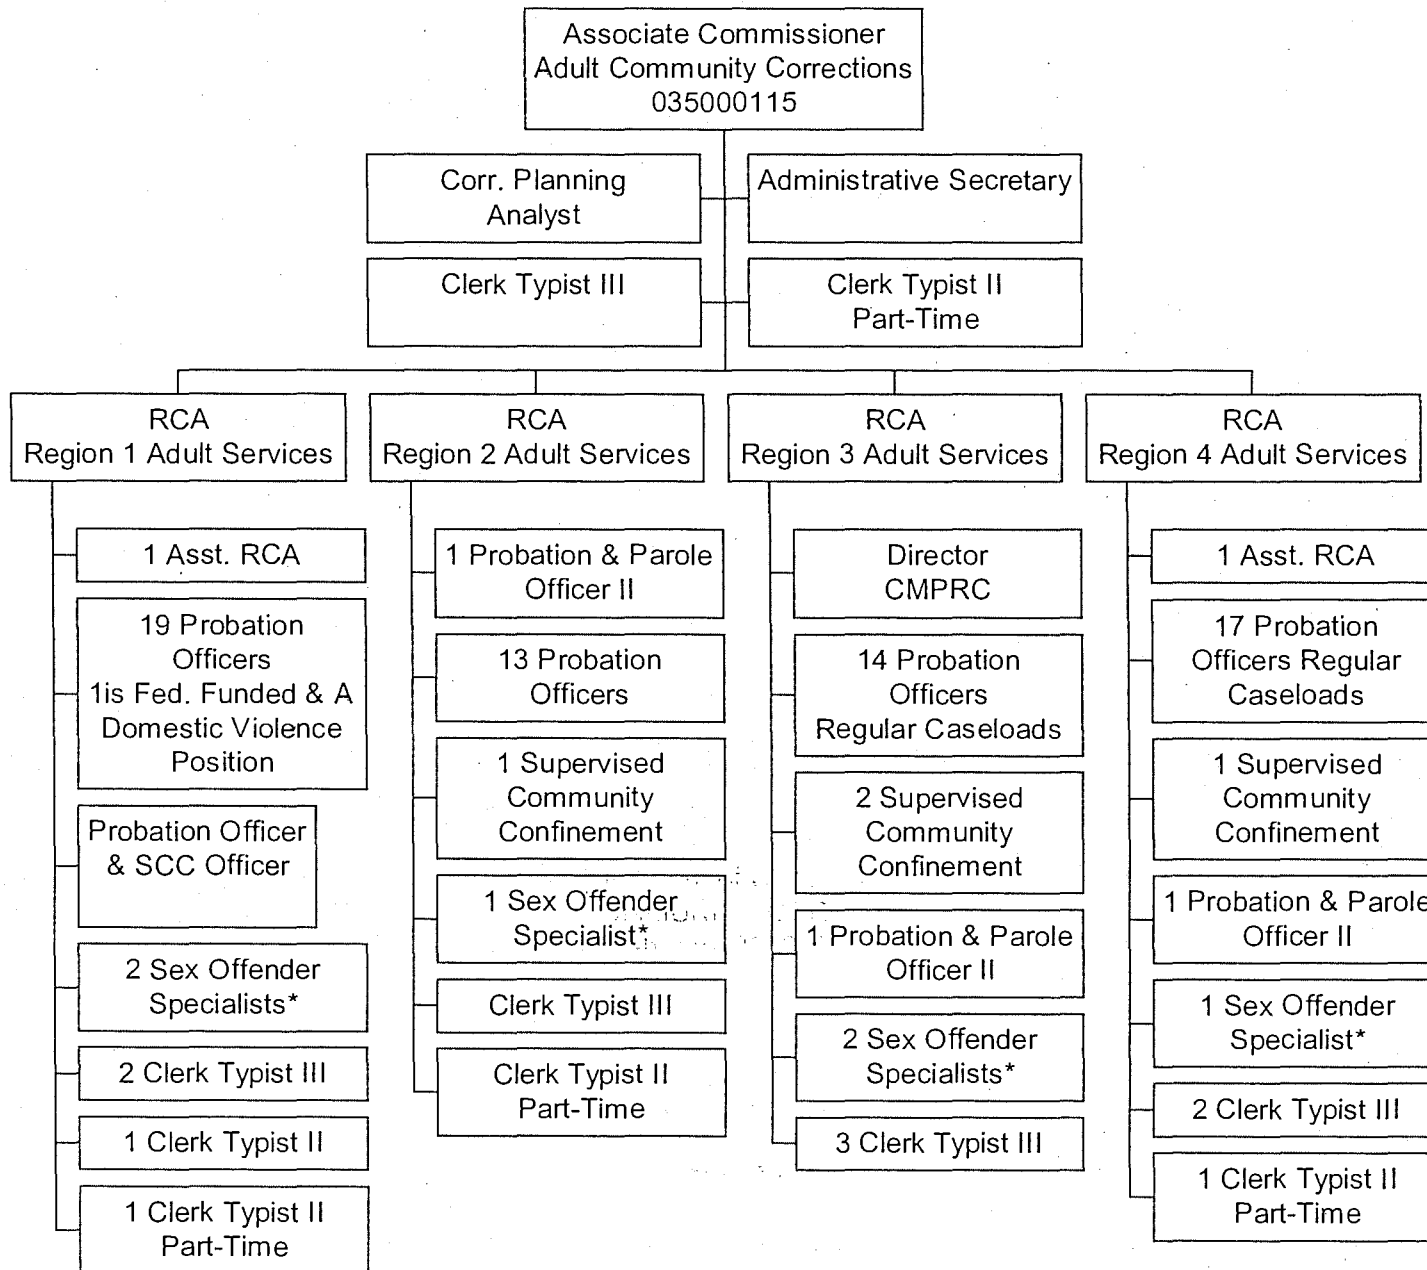 Associate Commissioner
Adult Community Corrections
035000115
Corr. Planning
Analyst
Administrative Secretary
Clerk Typist III
Clerk Typist II
Part-Time
RCA
Region 1 Adult Services
1 Asst. RCA
19 Probation
Officers
1is Fed. Funded & A
Domestic Violence
Position
Probation Officer
& SCC Officer
2 Sex Offender
Specialists*
2 Clerk Typist III
1 Clerk Typist II
1 Clerk Typist II
Part-Time
RCA
Region 2 Adult Services
1 Probation & Parole
Officer II
13 Probation
Officers
1 Supervised
Community
Confinement
1 Sex Offender
Specialist*
Clerk Typist III
Clerk Typist II
Part-Time
RCA
Region 3 Adult Services
Director
CMPRC
14 Probation
Officers
Regular Caseloads
2 Supervised
Community
Confinement
1 Probation & Parole
Officer II
2 Sex Offender
Specialists*
3 Clerk Typist III
RCA
Region 4 Adult Services
1 Asst. RCA
17 Probation
Officers Regular
Caseloads
1 Supervised
Community
Confinement
1 Probation & Parole
Officer II
1 Sex Offender
Specialist*
2 Clerk Typist III
1 Clerk Typist II
Part-Time